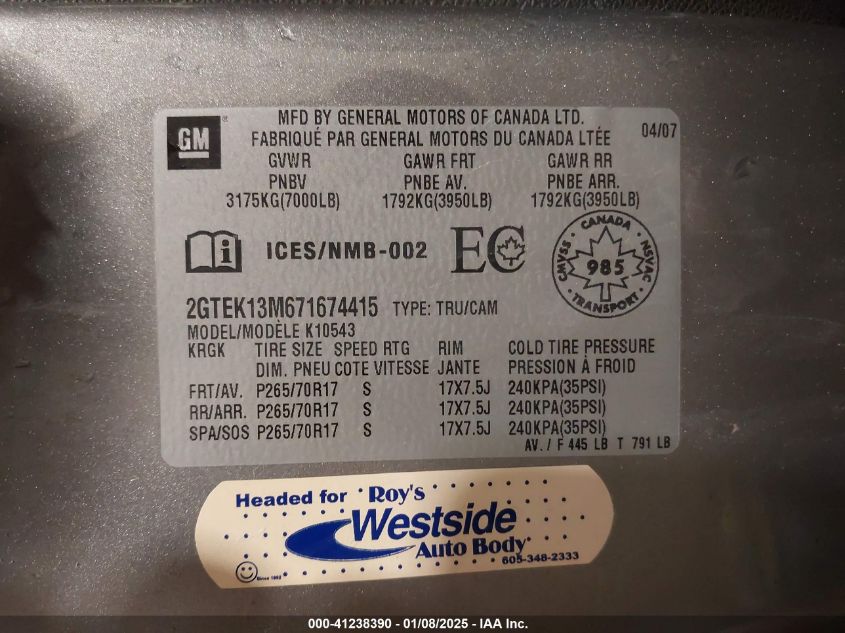 GM
MFD BY GENERAL MOTORS OF CANADA LTD.
FABRIQUÉ PAR GENERAL MOTORS DU CANADA LTÉE
04/07
GVWR GAWR FRT GAWR RR
PNBV PNBE AV. PNBE ARR.
3175KG(7000LB) 1792KG(3950LB) 1792KG(3950LB)
i ICES/NMB-002 EC
CANADA
CMVSS 985 NSVAC
TRANSPORT
2GTEK13M671674415 TYPE: TRU/CAM
MODEL/MODÈLE K10543
KRGK TIRE SIZE SPEED RTG RIM COLD TIRE PRESSURE
DIM. PNEU COTE VITESSE JANTE PRESSION À FROID
FRT/AV. P265/70R17 S 17X7.5J 240KPA(35PSI)
RR/ARR. P265/70R17 S 17X7.5J 240KPA(35PSI)
SPA/SOS P265/70R17 S 17X7.5J 240KPA(35PSI)
AV. / F 445 LB T 791 LB
Headed for Roy's
Westside
Auto Body
605-348-2333
000-41238390 - 01/08/2025 - IAA Inc.